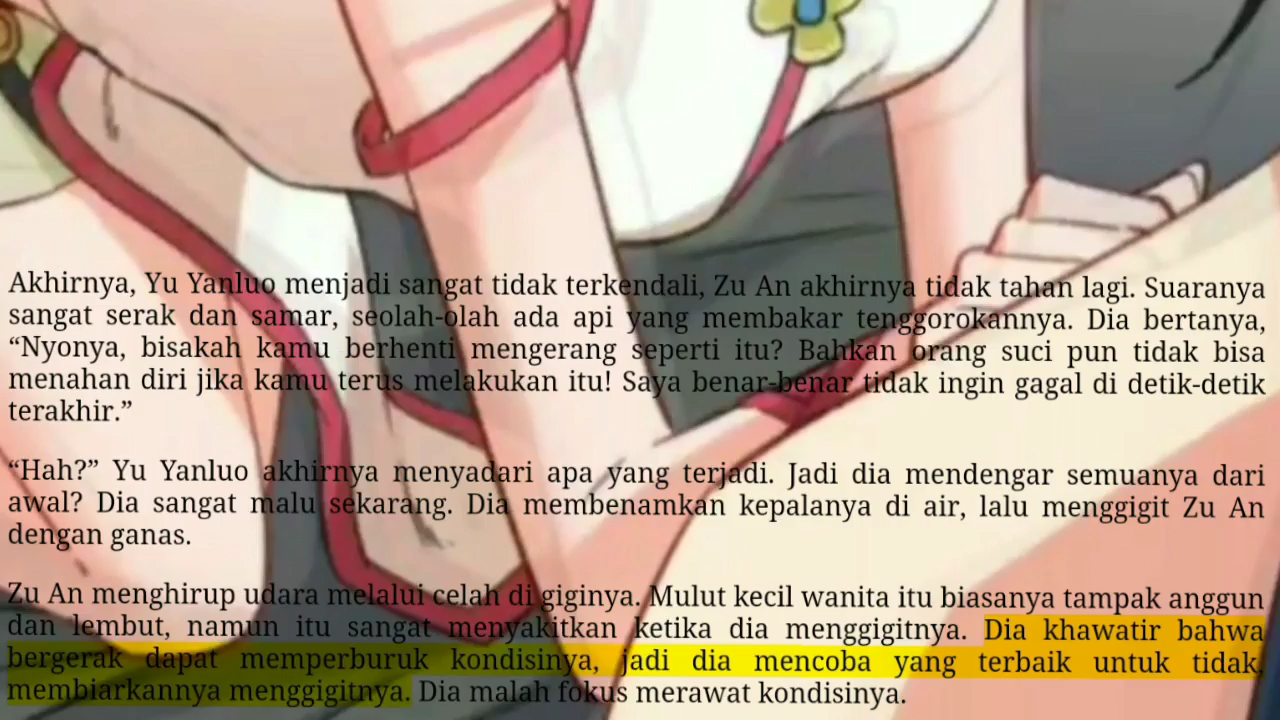 Akhirnya, Yu Yanluo menjadi sangat tidak terkendali, Zu An akhirnya tidak tahan lagi. Suaranya
sangat serak dan samar, seolah-olah ada api yang membakar tenggorokannya. Dia bertanya,
“Nyonya, bisakah kamu berhenti mengerang seperti itu? Bahkan orang suci pun tidak bisa
menahan diri jika kamu terus melakukan itu! Saya benar-benar tidak ingin gagal di detik-detik
terakhir.”
“Hah?” Yu Yanluo akhirnya menyadari apa yang terjadi. Jadi dia mendengar semuanya dari
awal? Dia sangat malu sekarang. Dia membenamkan kepalanya di air, lalu menggigit Zu An
dengan ganas.
Zu An menghirup udara melalui celah di giginya. Mulut kecil wanita itu biasanya tampak anggun
dan lembut, namun itu sangat menyakitkan ketika dia menggigitnya. Dia khawatir bahwa
bergerak dapat memperburuk kondisinya, jadi dia mencoba yang terbaik untuk tidak,
membiarkannya menggigitnya. Dia malah fokus merawat kondisinya.